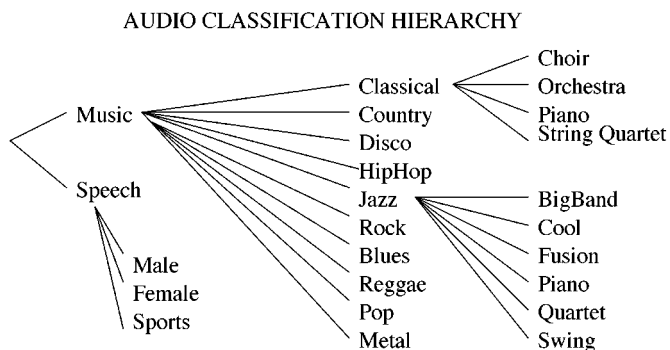 AUDIO CLASSIFICATION HIERARCHY
Music
Speech
Male
Female
Sports
Classical
Country
Disco
HipHop
Jazz
Rock
Blues
Reggae
Pop
Metal
Choir
Orchestra
Piano
String Quartet
BigBand
Cool
Fusion
Piano
Quartet
Swing